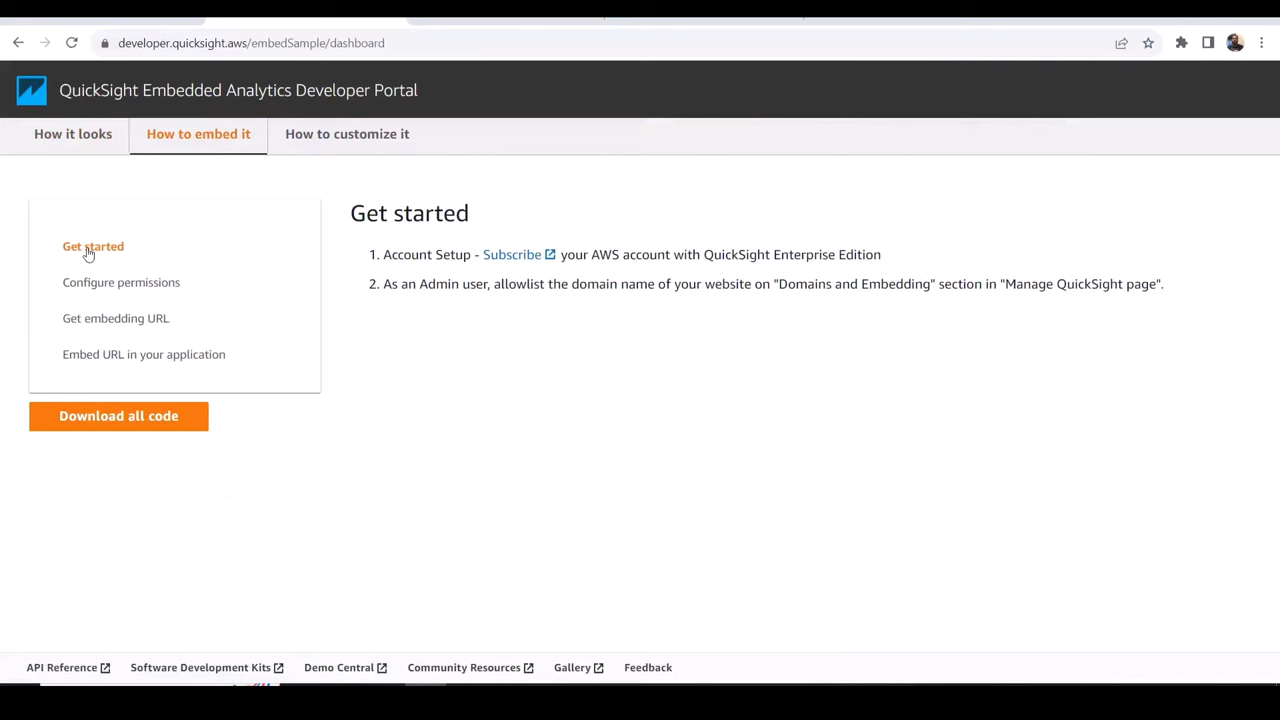 developer.quicksight.aws/embedSample/dashboard
QuickSight Embedded Analytics Developer Portal
How it looks
How to embed it
How to customize it
Get started
Configure permissions
Get embedding URL
Embed URL in your application
Download all code
Get started
1. Account Setup - Subscribe your AWS account with QuickSight Enterprise Edition
2. As an Admin user, allowlist the domain name of your website on "Domains and Embedding" section in "Manage QuickSight page".
API Reference
Software Development Kits
Demo Central
Community Resources
Gallery
Feedback